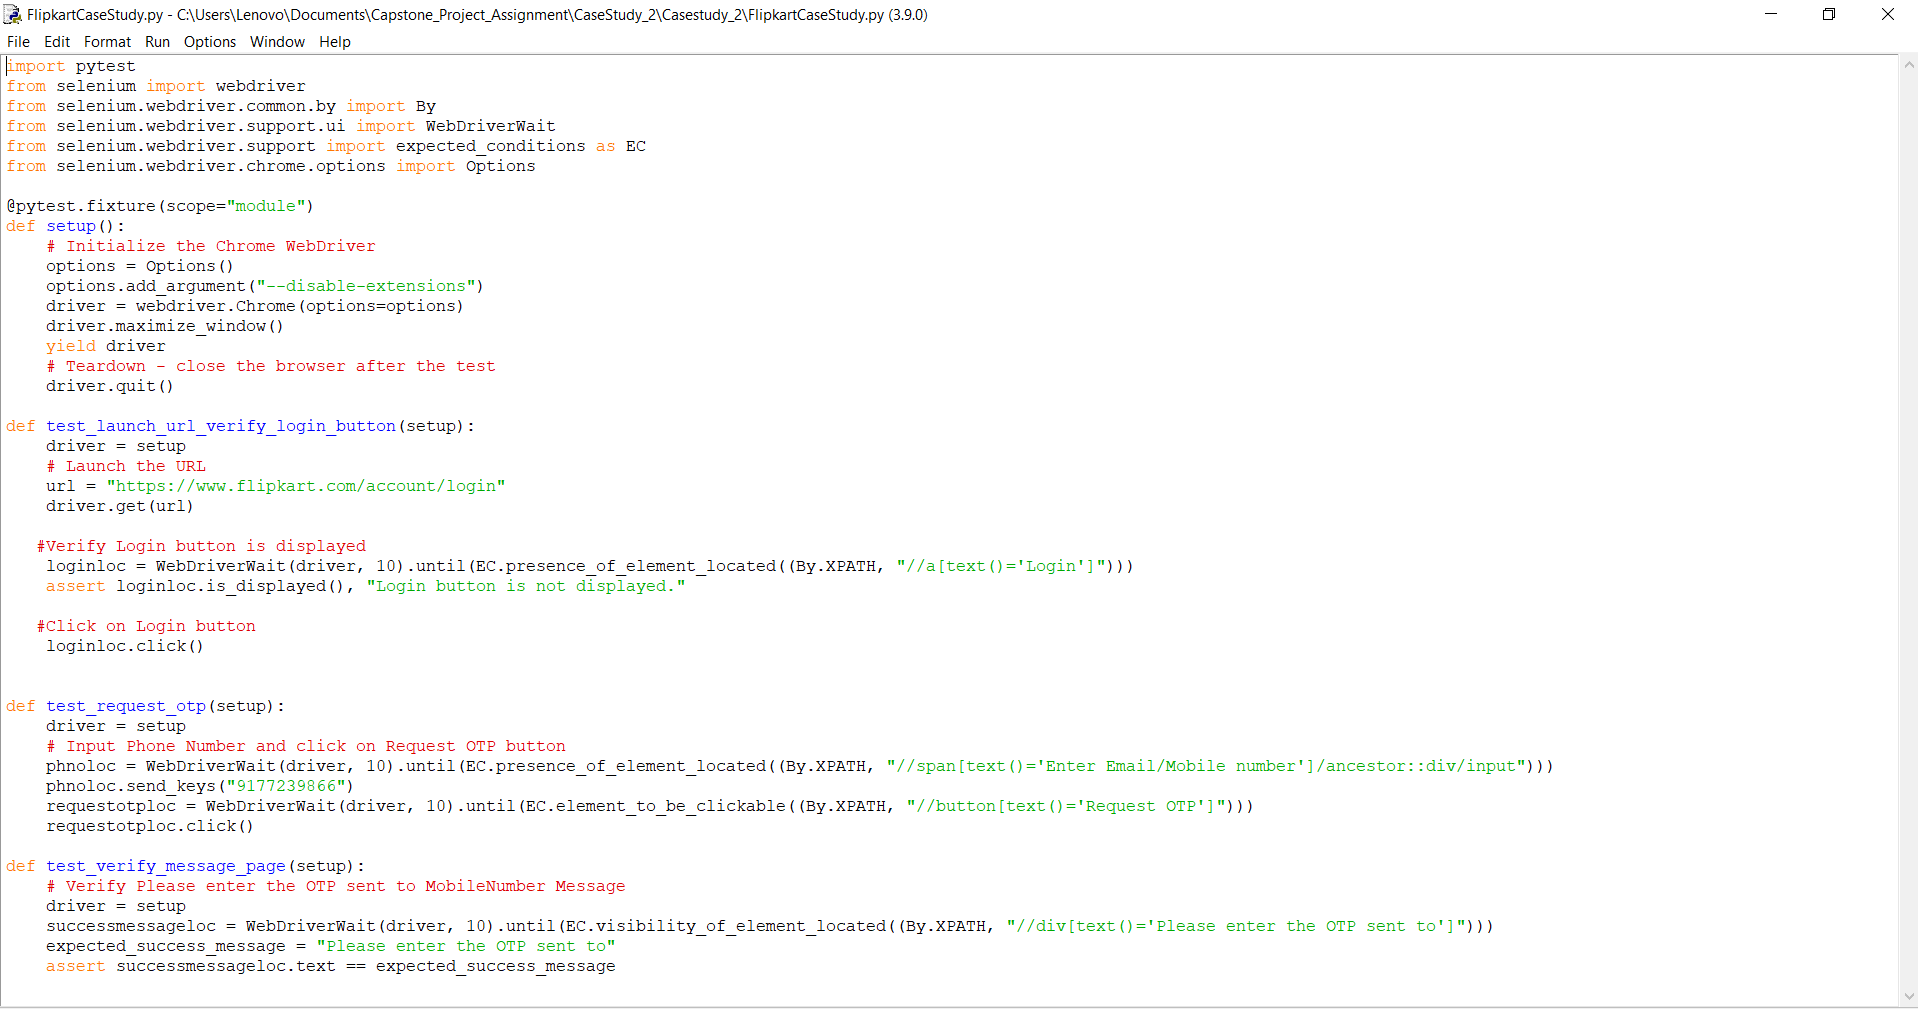 FlipkartCaseStudy.py - C:\Users\Lenovo\Documents\Capstone_Project_Assignment\CaseStudy_2\Casestudy_2\FlipkartCaseStudy.py (3.9.0)
File Edit Format Run Options Window Help
import pytest
from selenium import webdriver
from selenium.webdriver.common.by import By
from selenium.webdriver.support.ui import WebDriverWait
from selenium.webdriver.support import expected_conditions as EC
from selenium.webdriver.chrome.options import Options

@pytest.fixture(scope="module")
def setup():
    # Initialize the Chrome WebDriver
    options = Options()
    options.add_argument("--disable-extensions")
    driver = webdriver.Chrome(options=options)
    driver.maximize_window()
    yield driver
    # Teardown - close the browser after the test
    driver.quit()

def test_launch_url_verify_login_button(setup):
    driver = setup
    # Launch the URL
    url = "https://www.flipkart.com/account/login"
    driver.get(url)

   #Verify Login button is displayed
    loginloc = WebDriverWait(driver, 10).until(EC.presence_of_element_located((By.XPATH, "//a[text()='Login']")))
    assert loginloc.is_displayed(), "Login button is not displayed."

   #Click on Login button
    loginloc.click()


def test_request_otp(setup):
    driver = setup
    # Input Phone Number and click on Request OTP button
    phnoloc = WebDriverWait(driver, 10).until(EC.presence_of_element_located((By.XPATH, "//span[text()='Enter Email/Mobile number']/ancestor::div/input")))
    phnoloc.send_keys("9177239866")
    requestotploc = WebDriverWait(driver, 10).until(EC.element_to_be_clickable((By.XPATH, "//button[text()='Request OTP']")))
    requestotploc.click()

def test_verify_message_page(setup):
    # Verify Please enter the OTP sent to MobileNumber Message
    driver = setup
    successmessageloc = WebDriverWait(driver, 10).until(EC.visibility_of_element_located((By.XPATH, "//div[text()='Please enter the OTP sent to']")))
    expected_success_message = "Please enter the OTP sent to"
    assert successmessageloc.text == expected_success_message